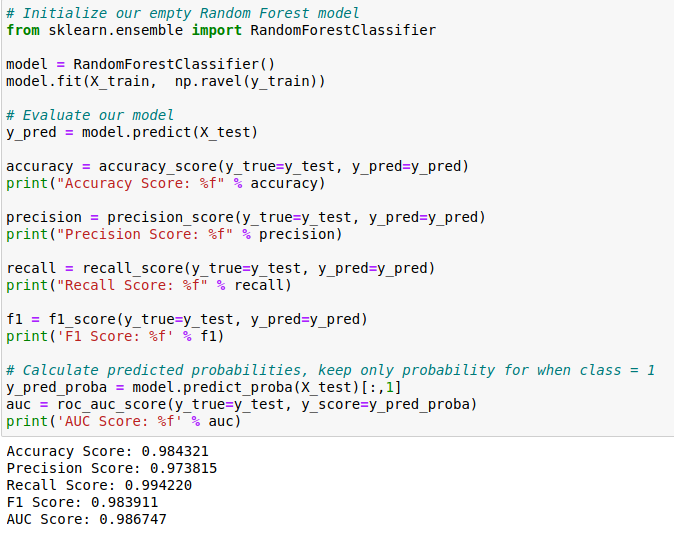 # Initialize our empty Random Forest model
from sklearn.ensemble import RandomForestClassifier
model = RandomForestClassifier()
model.fit(X_train,  np.ravel(y_train))
# Evaluate our model
y_pred = model.predict(X_test)
accuracy = accuracy_score(y_true=y_test, y_pred=y_pred)
print("Accuracy Score: %f" % accuracy)
precision = precision_score(y_true=y_test, y_pred=y_pred)
print("Precision Score: %f" % precision)
recall = recall_score(y_true=y_test, y_pred=y_pred)
print("Recall Score: %f" % recall)
f1 = f1_score(y_true=y_test, y_pred=y_pred)
print('F1 Score: %f' % f1)
# Calculate predicted probabilities, keep only probability for when class = 1
y_pred_proba = model.predict_proba(X_test)[:,1]
auc = roc_auc_score(y_true=y_test, y_score=y_pred_proba)
print('AUC Score: %f' % auc)
Accuracy Score: 0.984321
Precision Score: 0.973815
Recall Score: 0.994220
F1 Score: 0.983911
AUC Score: 0.986747